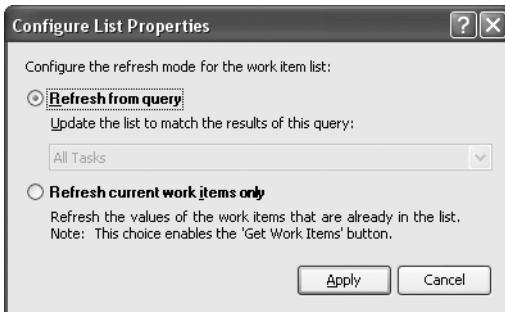 Configure List Properties
Configure the refresh mode for the work item list:
Refresh from query
Update the list to match the results of this query:
All Tasks
Refresh current work items only
Refresh the values of the work items that are already in the list.
Note: This choice enables the 'Get Work Items' button.
Apply Cancel